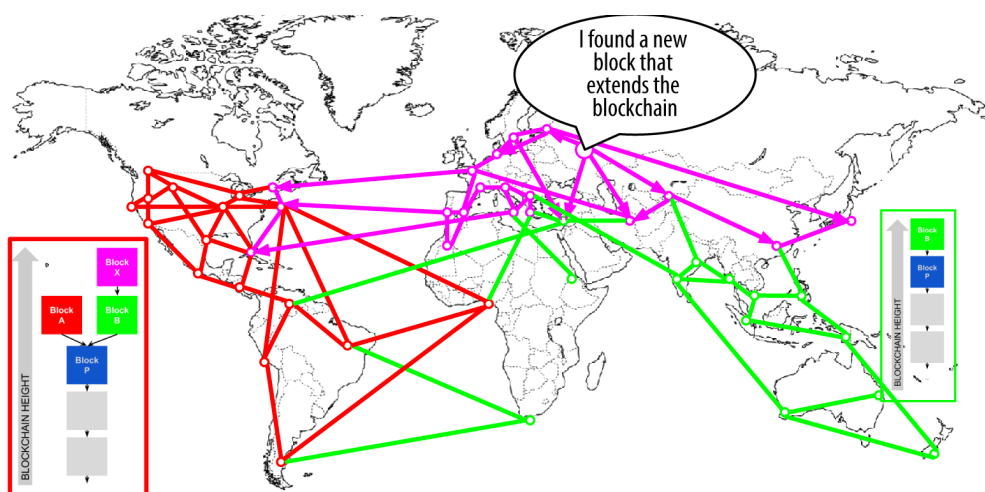 I found a new
block that
extends the
blockchain
BLOCKCHAIN HEIGHT
Block
X
Block
A
Block
B
Block
P
BLOCKCHAIN HEIGHT
Block
B
Block
P